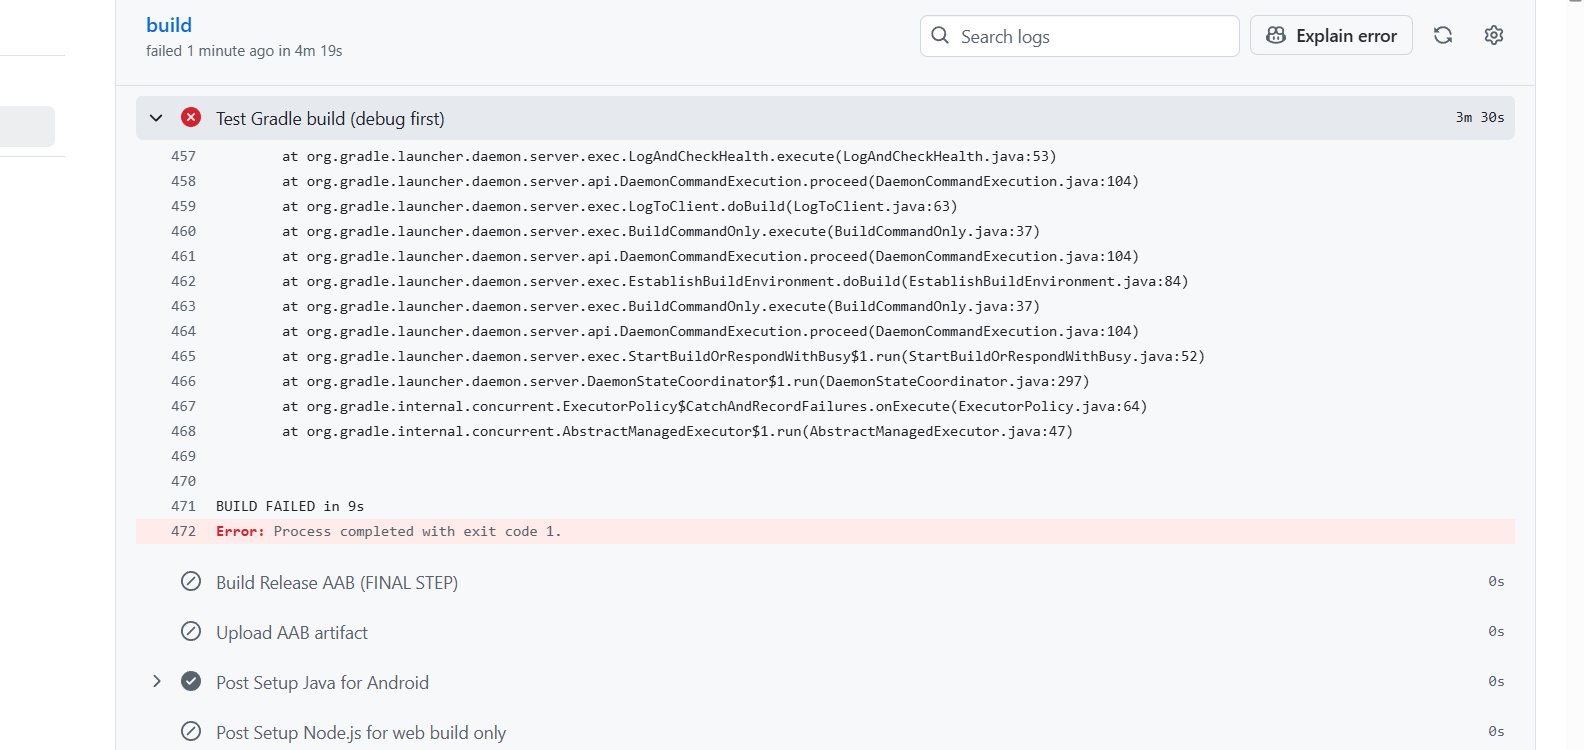 build
failed 1 minute ago in 4m 19s
Search logs
Explain error
Test Gradle build (debug first)
3m 30s
457 at org.gradle.launcher.daemon.server.exec.LogAndCheckHealth.execute(LogAndCheckHealth.java:53)
458 at org.gradle.launcher.daemon.server.api.DaemonCommandExecution.proceed(DaemonCommandExecution.java:104)
459 at org.gradle.launcher.daemon.server.exec.LogToClient.doBuild(LogToClient.java:63)
460 at org.gradle.launcher.daemon.server.exec.BuildCommandOnly.execute(BuildCommandOnly.java:37)
461 at org.gradle.launcher.daemon.server.api.DaemonCommandExecution.proceed(DaemonCommandExecution.java:104)
462 at org.gradle.launcher.daemon.server.exec.EstablishBuildEnvironment.doBuild(EstablishBuildEnvironment.java:84)
463 at org.gradle.launcher.daemon.server.exec.BuildCommandOnly.execute(BuildCommandOnly.java:37)
464 at org.gradle.launcher.daemon.server.api.DaemonCommandExecution.proceed(DaemonCommandExecution.java:104)
465 at org.gradle.launcher.daemon.server.exec.StartBuildOrRespondWithBusy$1.run(StartBuildOrRespondWithBusy.java:52)
466 at org.gradle.launcher.daemon.server.DaemonStateCoordinator$1.run(DaemonStateCoordinator.java:297)
467 at org.gradle.internal.concurrent.ExecutorPolicy$CatchAndRecordFailures.onExecute(ExecutorPolicy.java:64)
468 at org.gradle.internal.concurrent.AbstractManagedExecutor$1.run(AbstractManagedExecutor.java:47)
469
470
471 BUILD FAILED in 9s
472 Error: Process completed with exit code 1.
Build Release AAB (FINAL STEP)
0s
Upload AAB artifact
0s
Post Setup Java for Android
0s
Post Setup Node.js for web build only
0s